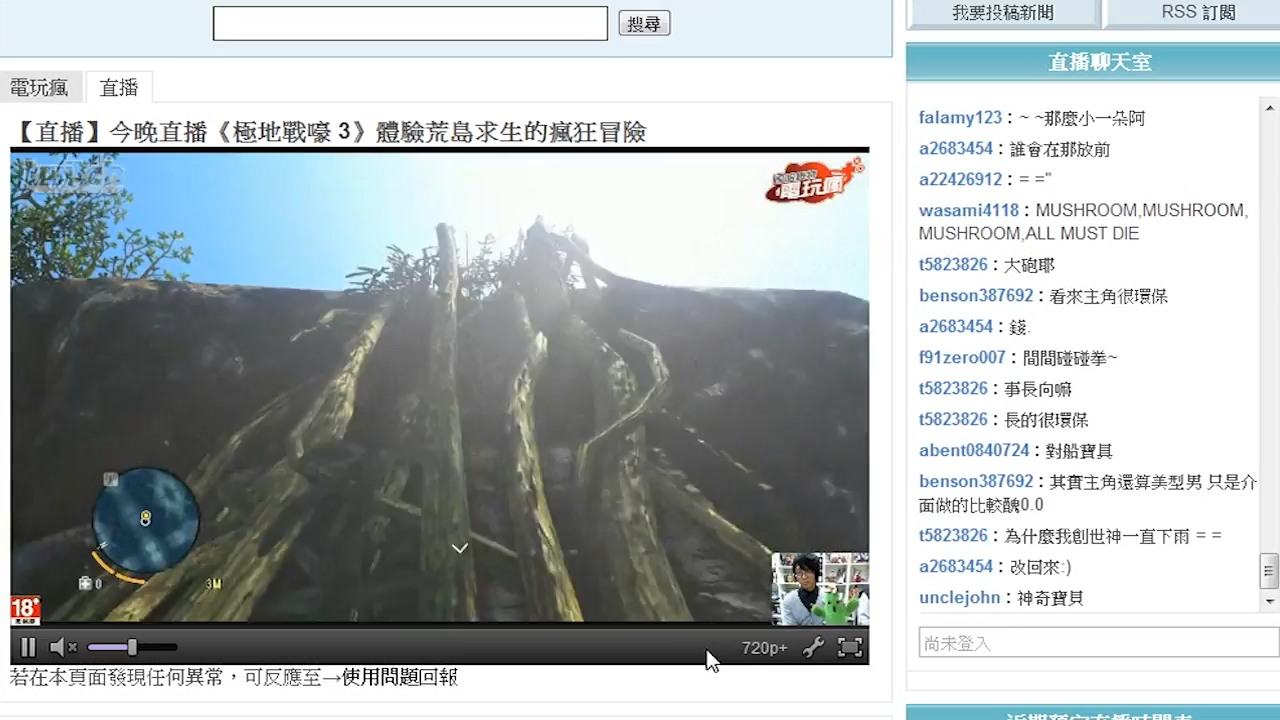 搜尋
我要投稿新聞
RSS 訂閱
電玩瘋
直播
【直播】今晚直播《極地戰嚎 3》體驗荒島求生的瘋狂冒險
電玩瘋
8
0
3M
18+
720p+
若在本頁面發現任何異常，可反應至→使用問題回報
直播聊天室
falamy123：~ ~那麼小一朵阿
a2683454：誰會在那放前
a22426912：= ="
wasami4118：MUSHROOM,MUSHROOM,
MUSHROOM,ALL MUST DIE
t5823826：大砲耶
benson387692：看來主角很環保
a2683454：錢.
f91zero007：間間碰碰拳~
t5823826：事長向嘛
t5823826：長的很環保
abent0840724：對船寶具
benson387692：其實主角還算美型男 只是介
面做的比較醜0.0
t5823826：為什麼我創世神一直下雨 = =
a2683454：改回來:)
unclejohn：神奇寶貝
尚未登入